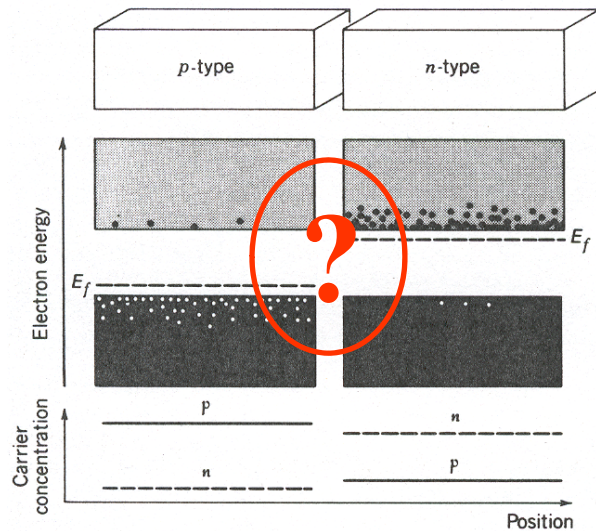 p-type
n-type
?
Electron energy
E_f
E_f
Carrier concentration
p
n
n
p
Position